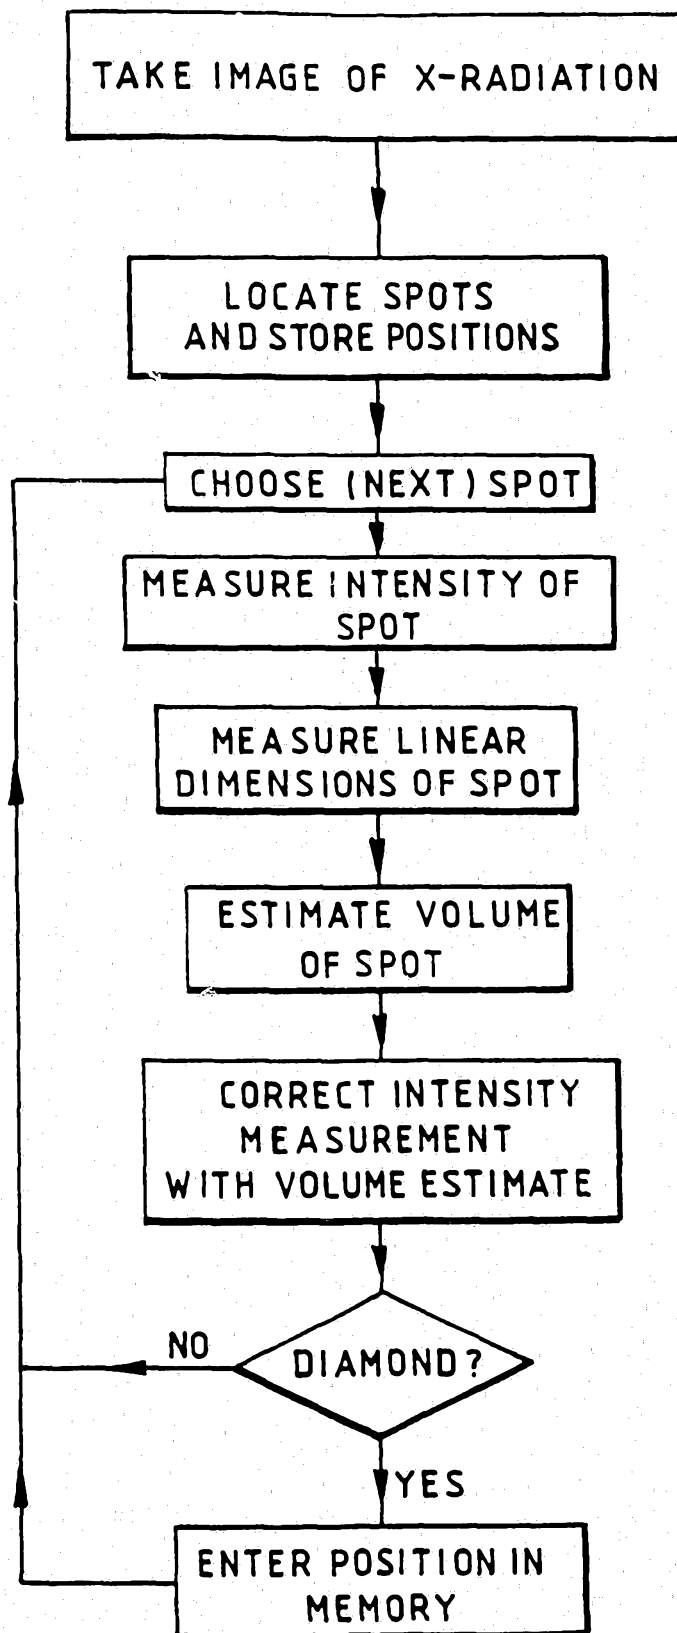 TAKE IMAGE OF X-RADIATION
LOCATE SPOTS
AND STORE POSITIONS
CHOOSE (NEXT) SPOT
MEASURE INTENSITY OF
SPOT
MEASURE LINEAR
DIMENSIONS OF SPOT
ESTIMATE VOLUME
OF SPOT
CORRECT INTENSITY
MEASUREMENT
WITH VOLUME ESTIMATE
NO
DIAMOND?
YES
ENTER POSITION IN
MEMORY